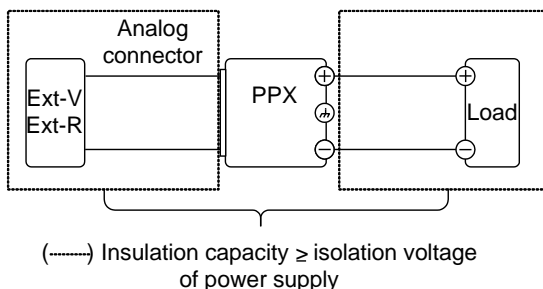 Analog
connector
Ext-V
Ext-R
PPX
+
+
Load
-
-
(--------) Insulation capacity ≥ isolation voltage
of power supply